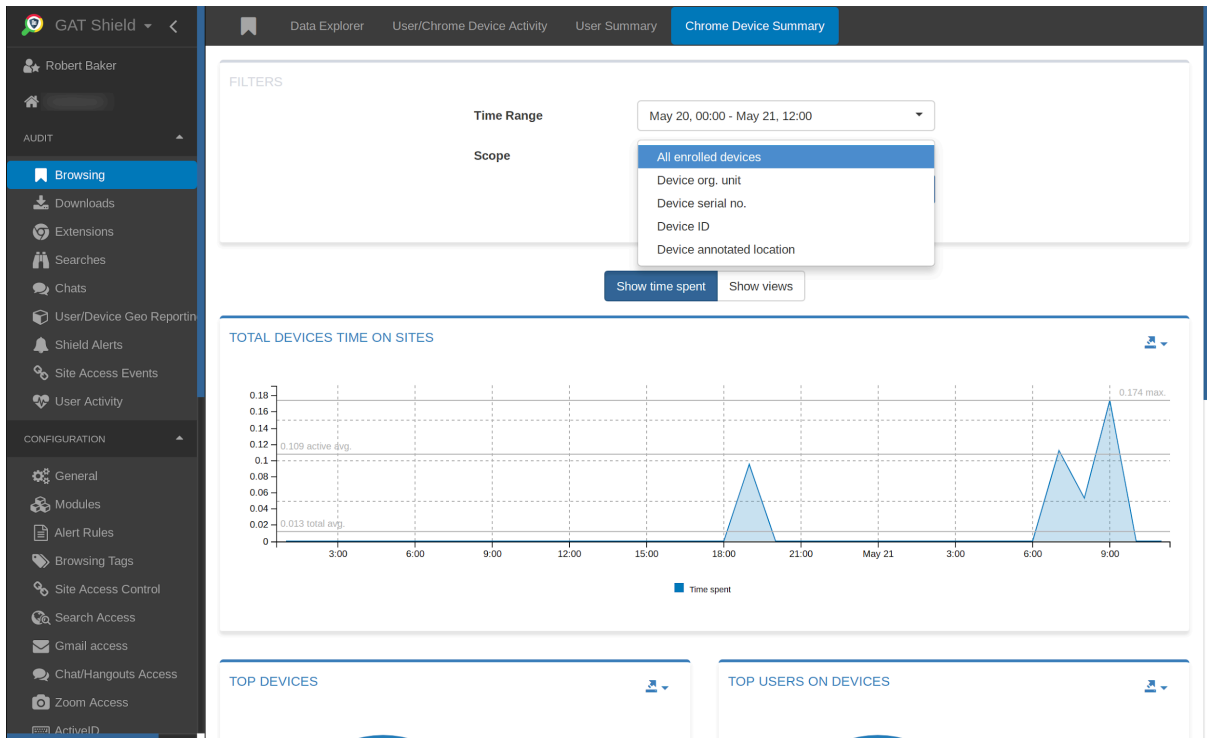 GAT Shield
Robert Baker
AUDIT
Browsing
Downloads
Extensions
Searches
Chats
User/Device Geo Reportin
Shield Alerts
Site Access Events
User Activity
CONFIGURATION
General
Modules
Alert Rules
Browsing Tags
Site Access Control
Search Access
Gmail access
Chat/Hangouts Access
Zoom Access
ActiveID
Data Explorer User/Chrome Device Activity User Summary Chrome Device Summary
FILTERS
Time Range May 20, 00:00 - May 21, 12:00
Scope
All enrolled devices
Device org. unit
Device serial no.
Device ID
Device annotated location
Show time spent Show views
TOTAL DEVICES TIME ON SITES
0.174 max.
0.18
0.16
0.14
0.12
0.109 active avg.
0.1
0.08
0.06
0.04
0.02
0.013 total avg.
0
3:00 6:00 9:00 12:00 15:00 18:00 21:00 May 21 3:00 6:00 9:00
Time spent
TOP DEVICES
TOP USERS ON DEVICES